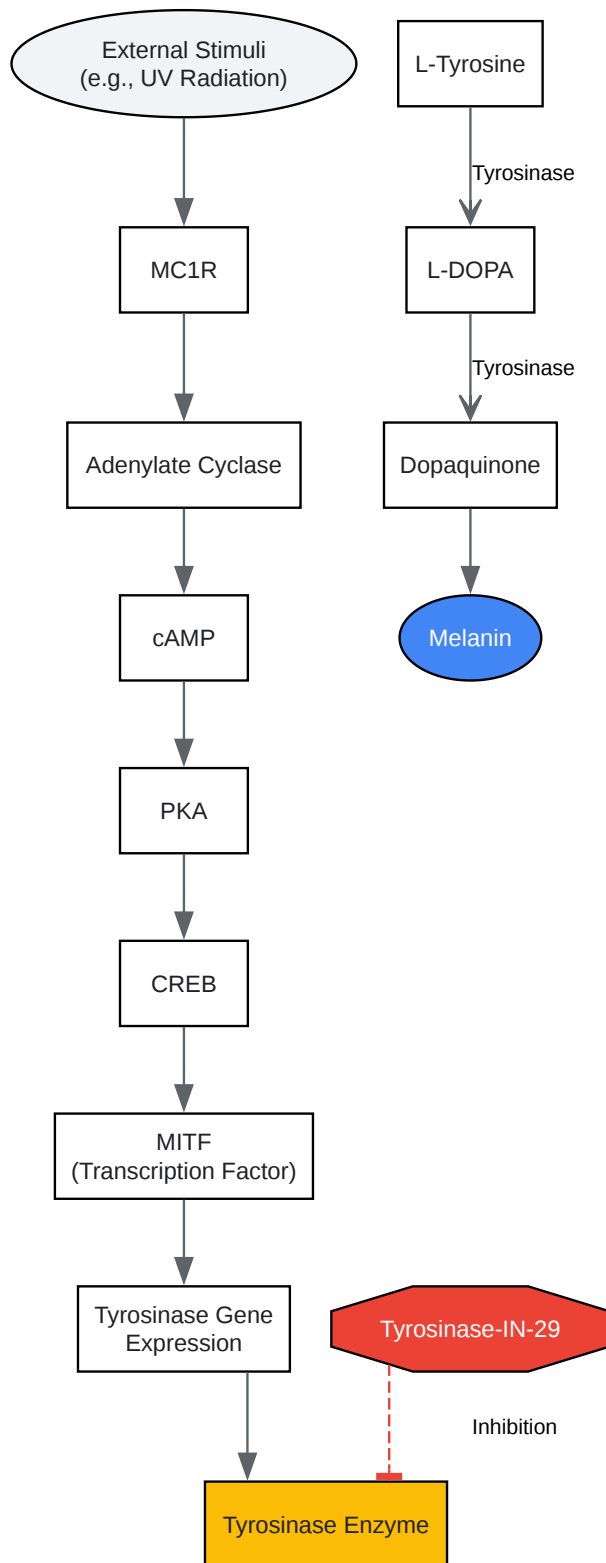 External Stimuli
(e.g., UV Radiation)
MC1R
Adenylate Cyclase
cAMP
PKA
CREB
MITF
(Transcription Factor)
Tyrosinase Gene
Expression
Tyrosinase-IN-29
Inhibition
Tyrosinase Enzyme
L-Tyrosine
Tyrosinase
L-DOPA
Tyrosinase
Dopaquinone
Melanin